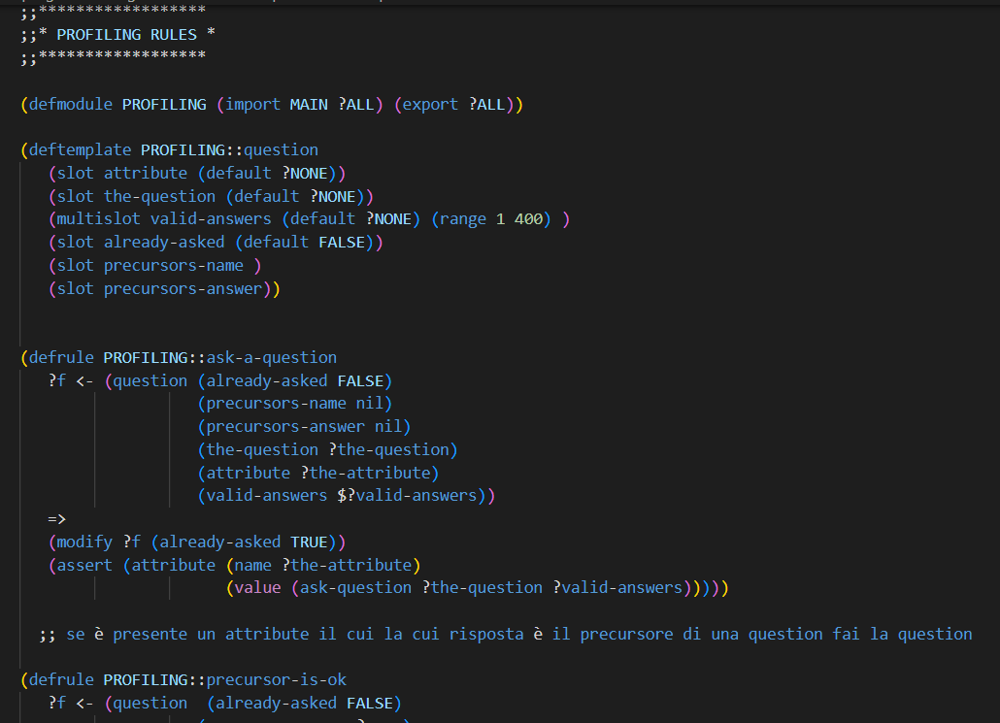 ;;******************
;;* PROFILING RULES *
;;******************
(defmodule PROFILING (import MAIN ?ALL) (export ?ALL))
(deftemplate PROFILING::question
(slot attribute (default ?NONE))
(slot the-question (default ?NONE))
(multislot valid-answers (default ?NONE) (range 1 400) )
(slot already-asked (default FALSE))
(slot precursors-name )
(slot precursors-answer))
(defrule PROFILING::ask-a-question
?f <- (question (already-asked FALSE)
(precursors-name nil)
(precursors-answer nil)
(the-question ?the-question)
(attribute ?the-attribute)
(valid-answers $?valid-answers))
=>
(modify ?f (already-asked TRUE))
(assert (attribute (name ?the-attribute)
(value (ask-question ?the-question ?valid-answers)))))
;; se è presente un attribute il cui la cui risposta è il precursore di una question fai la question
(defrule PROFILING::precursor-is-ok
?f <- (question  (already-asked FALSE)